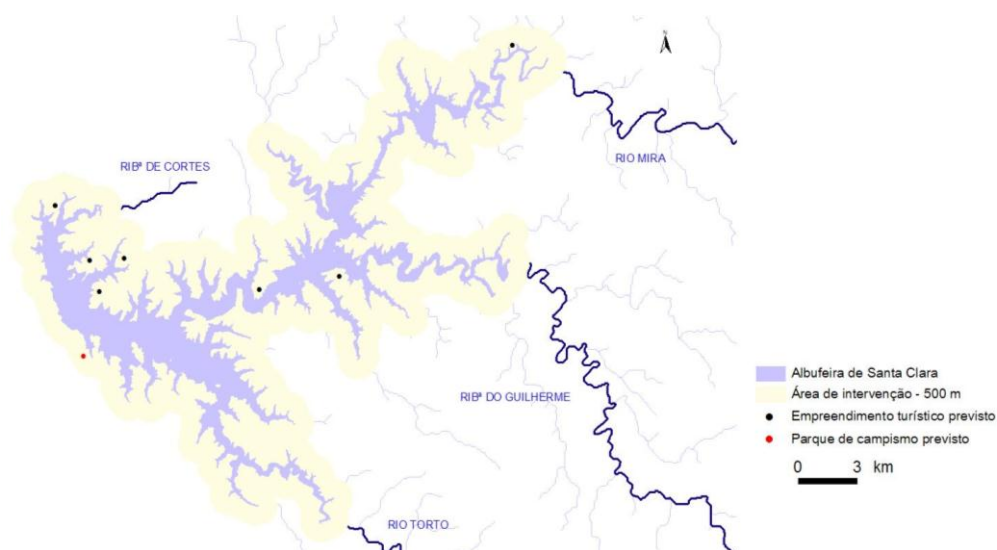 N
RIO MIRA
RIBª DE CORTES
RIBª DO GUILHERME
RIO TORTO
Albufeira de Santa Clara
Área de intervenção - 500 m
Empreendimento turístico previsto
Parque de campismo previsto
0 3 km